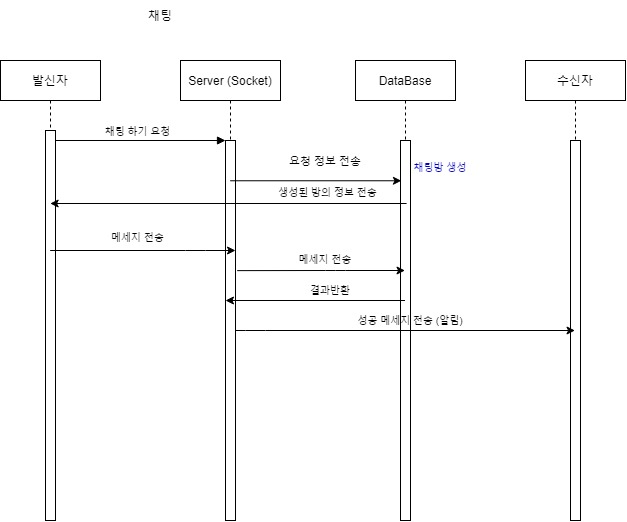 채팅
발신자
Server (Socket)
DataBase
수신자
채팅 하기 요청
요청 정보 전송
채팅방 생성
생성된 방의 정보 전송
메세지 전송
메세지 전송
결과반환
성공 메세지 전송 (알림)